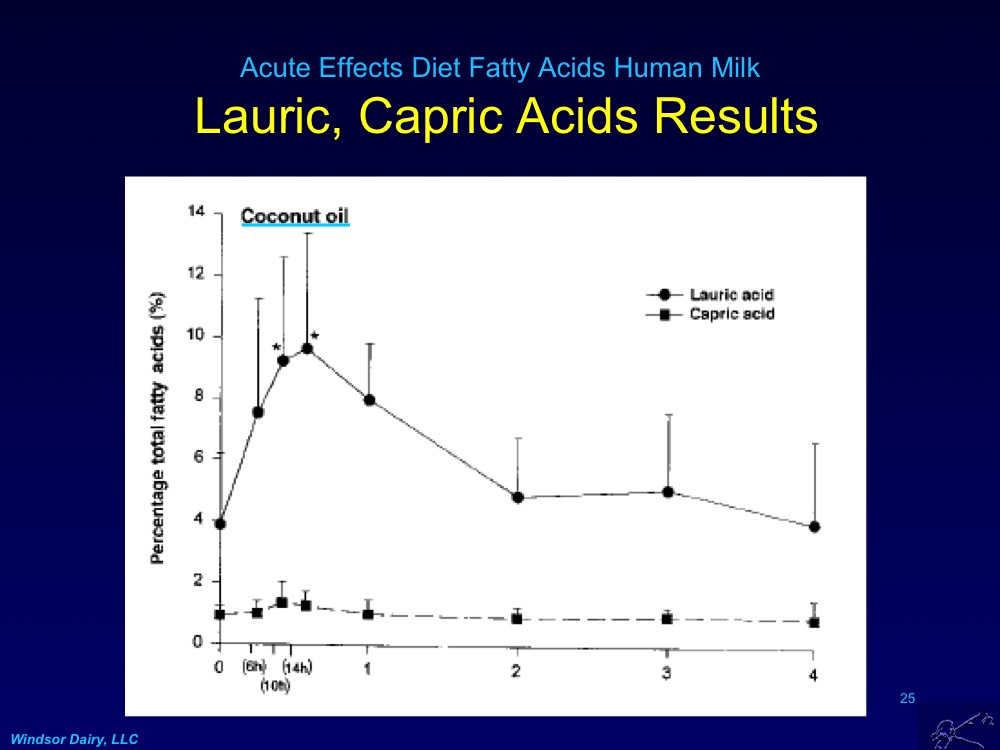 Acute Effects Diet Fatty Acids Human Milk
Lauric, Capric Acids Results
Coconut oil
Percentage total fatty acids (%)
14
12
10
8
6
4
2
0
*
*
Lauric acid
Capric acid
0
(6h)
(10h)
(14h)
1
2
3
4
25
Windsor Dairy, LLC